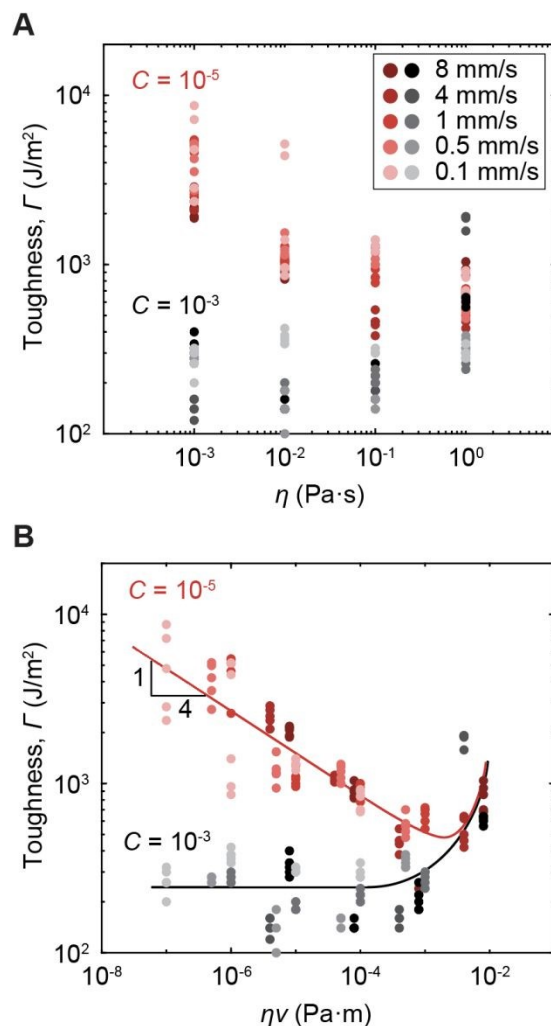 A
Toughness, Γ (J/m²)
10⁴
10³
10²
C = 10⁻⁵
C = 10⁻³
8 mm/s
4 mm/s
1 mm/s
0.5 mm/s
0.1 mm/s
10⁻³ 10⁻² 10⁻¹ 10⁰
η (Pa·s)
B
Toughness, Γ (J/m²)
10⁴
10³
10²
C = 10⁻⁵
1
4
C = 10⁻³
10⁻⁸ 10⁻⁶ 10⁻⁴ 10⁻²
ηv (Pa·m)